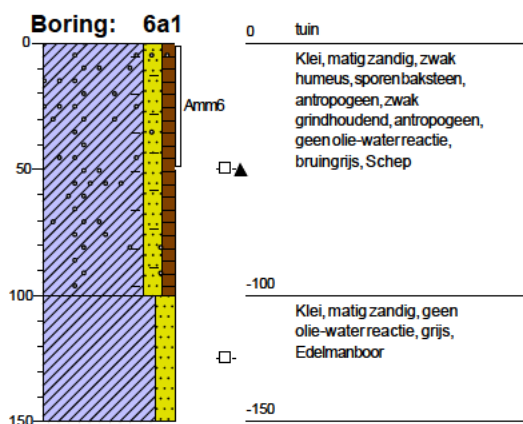 Boring: 6a1
0 tuin
0
Klei, matig zandig, zwak
humeus, sporen baksteen,
antropogeen, zwak
grindhoudend, antropogeen,
geen olie-water reactie,
bruingrijs, Schep
Amm6
50
-100
100
Klei, matig zandig, geen
olie-water reactie, grijs,
Edelmanboor
-150
150